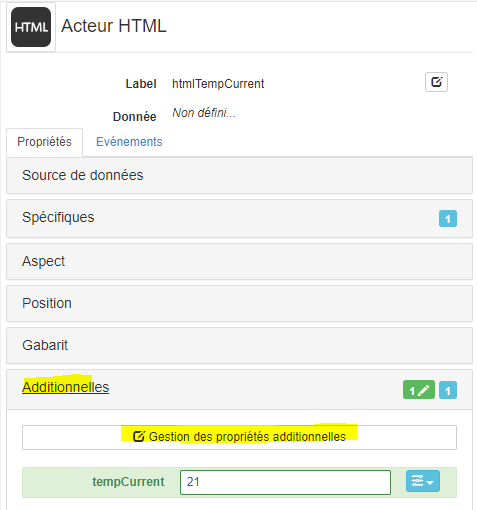 HTML Acteur HTML
Label htmlTempCurrent
Donnée Non défini...
Propriétés Evénements
Source de données
Spécifiques 1
Aspect
Position
Gabarit
Additionnelles 1 1
Gestion des propriétés additionnelles
tempCurrent 21